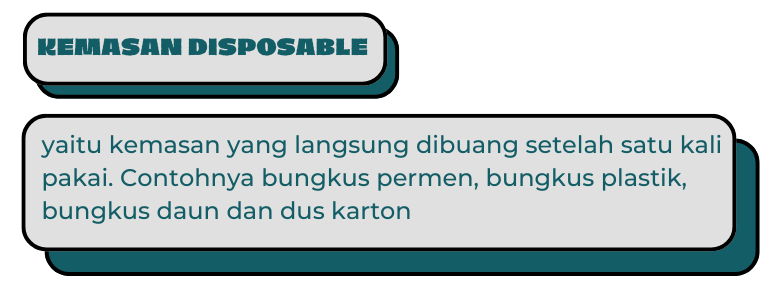 KEMASAN DISPOSABLE
yaitu kemasan yang langsung dibuang setelah satu kali
pakai. Contohnya bungkus permen, bungkus plastik,
bungkus daun dan dus karton